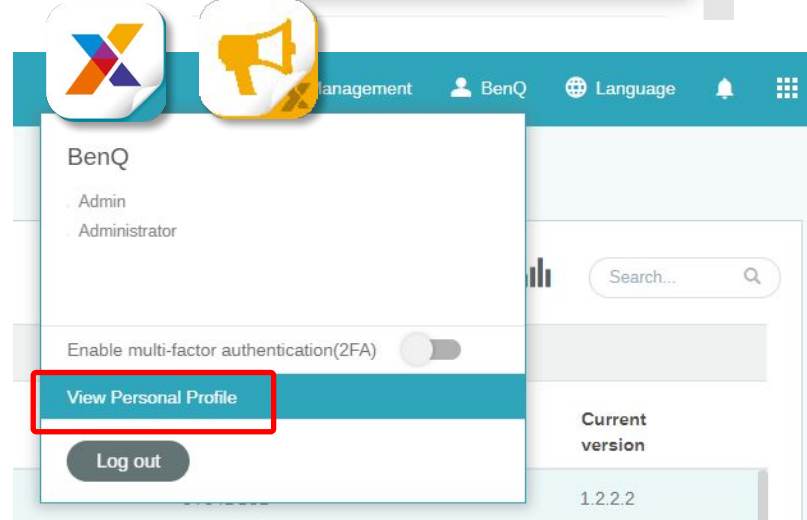 BenQ
Language
BenQ
Admin
Administrator
Search...
Enable multi-factor authentication(2FA)
View Personal Profile
Current
version
Log out
1.2.2.2